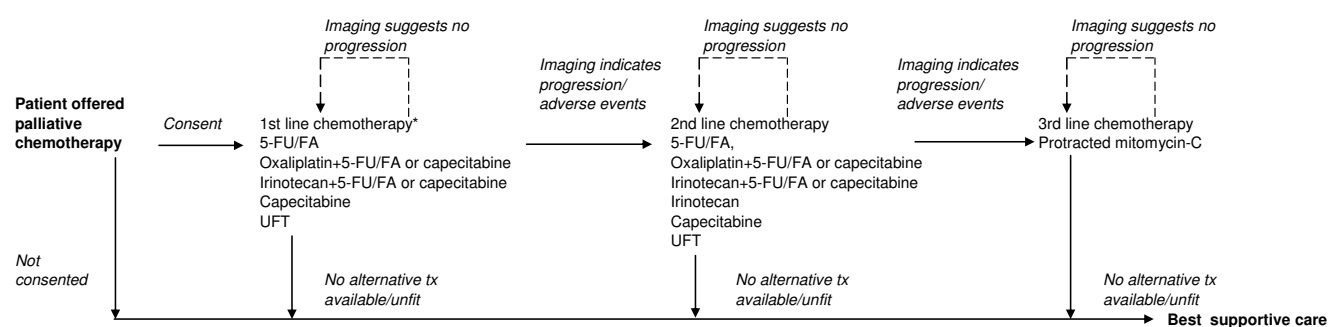 Imaging suggests no
progression
Imaging suggests no
progression
Imaging suggests no
progression
Imaging indicates
progression/
adverse events
Imaging indicates
progression/
adverse events
Patient offered
palliative
chemotherapy
Consent
1st line chemotherapy*
5-FU/FA
Oxaliplatin+5-FU/FA or capecitabine
Irinotecan+5-FU/FA or capecitabine
Capecitabine
UFT
2nd line chemotherapy
5-FU/FA,
Oxaliplatin+5-FU/FA or capecitabine
Irinotecan+5-FU/FA or capecitabine
Irinotecan
Capecitabine
UFT
3rd line chemotherapy
Protracted mitomycin-C
Not
consented
No alternative tx
available/unfit
No alternative tx
available/unfit
No alternative tx
available/unfit
Best supportive care